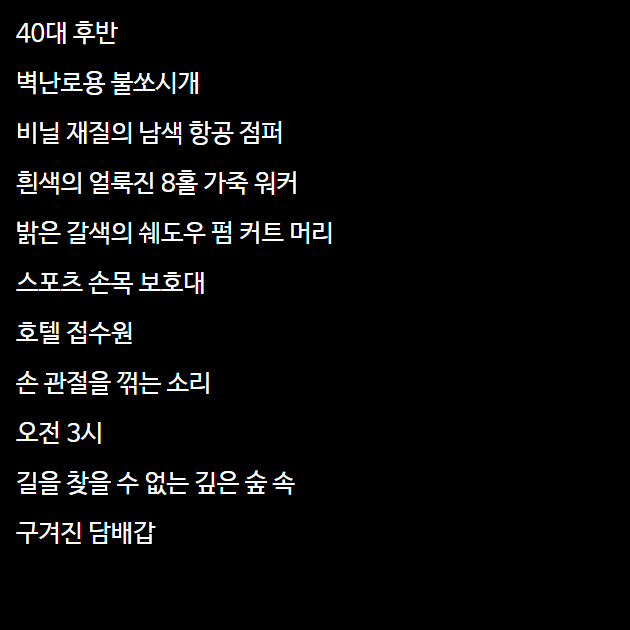 40대 후반
벽난로용 불쏘시개
비닐 재질의 남색 항공 점퍼
흰색의 얼룩진 8홀 가죽 워커
밝은 갈색의 쉐도우 펌 커트 머리
스포츠 손목 보호대
호텔 접수원
손 관절을 꺾는 소리
오전 3시
길을 찾을 수 없는 깊은 숲 속
구겨진 담배갑